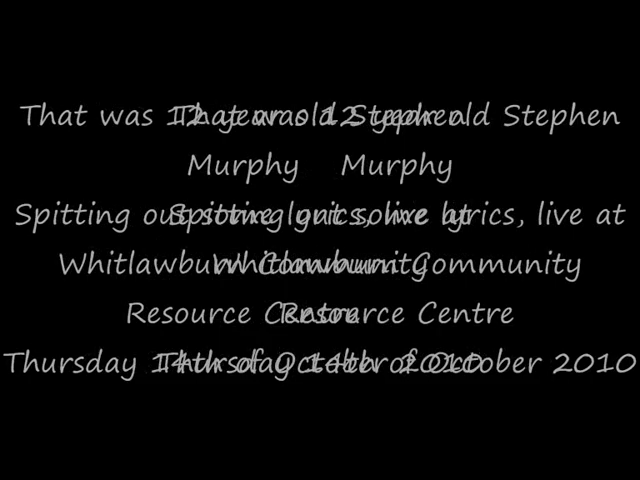 That was 12 year old Stephen
Murphy
Spitting out some lyrics, live at
Whitlawburn Community
Resource Centre
Thursday 14th of October 2010